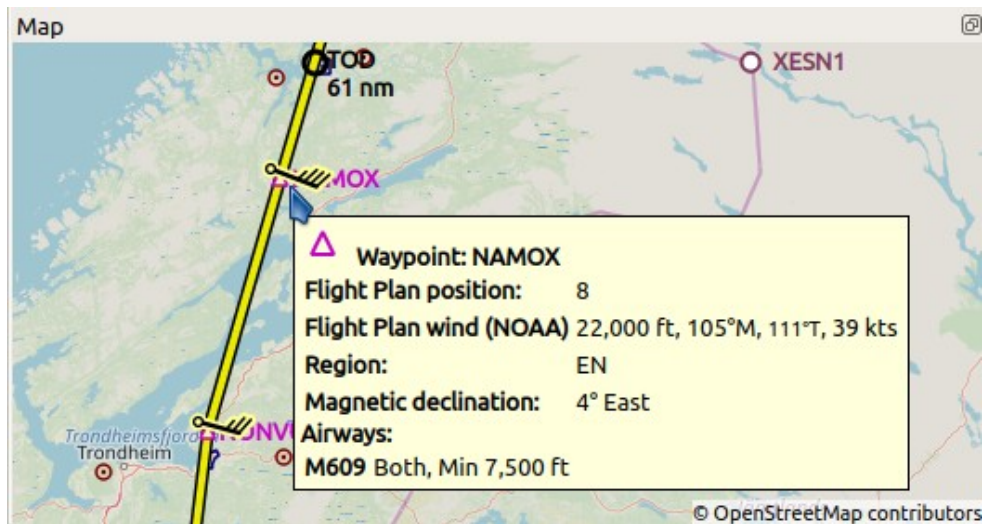 Map
TOD
61 nm
XESN1
MOX
Waypoint: NAMOX
Flight Plan position: 8
Flight Plan wind (NOAA) 22,000 ft, 105°M, 111°T, 39 kts
Region: EN
Magnetic declination: 4° East
Airways:
M609 Both, Min 7,500 ft
Trondheimsfjord
Trondheim
© OpenStreetMap contributors